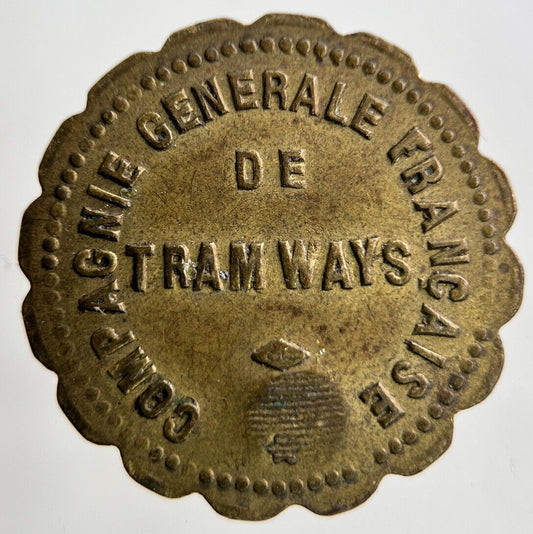 COMPAGNIE GENERALE FRANÇAISE
DE
TRAMWAYS